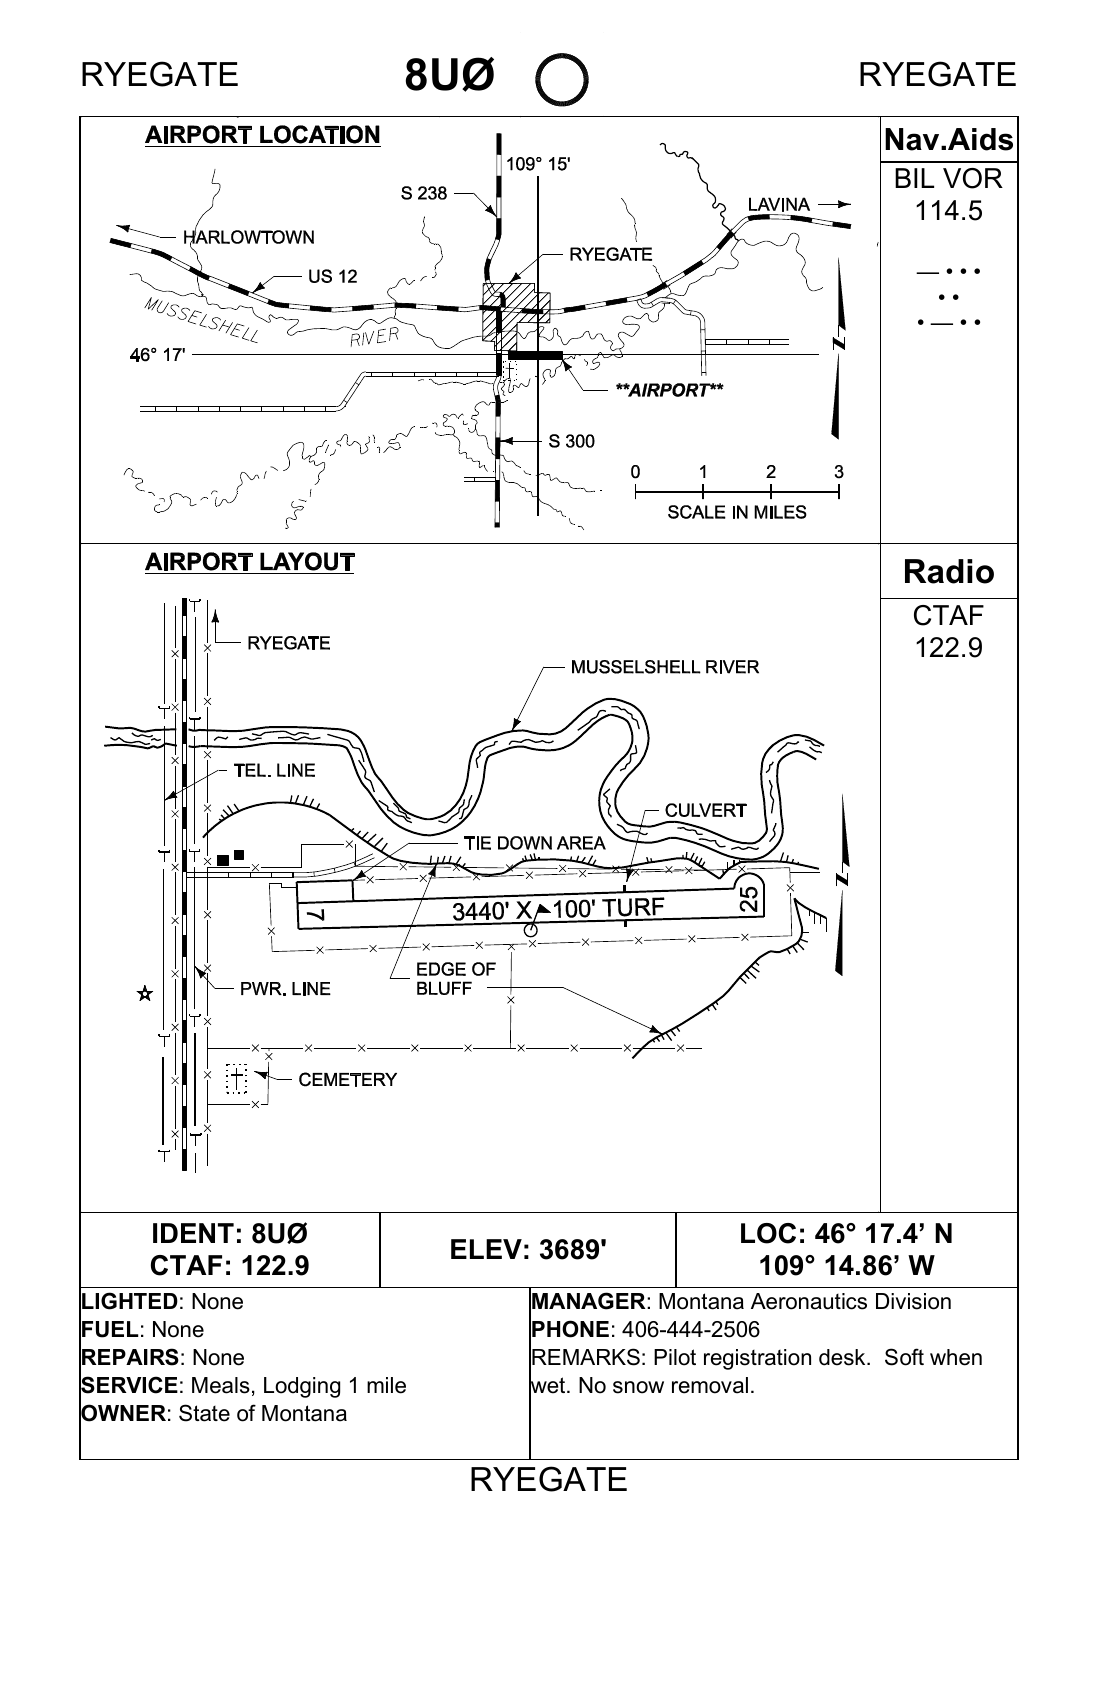 RYEGATE 8UØ RYEGATE
AIRPORT LOCATION
Nav.Aids
BIL VOR
114.5
— • • •
• •
• — • •
109° 15'
S 238
LAVINA
HARLOWTOWN
RYEGATE
US 12
MUSSELSHELL
RIVER
46° 17'
N
**AIRPORT**
S 300
0 1 2 3
SCALE IN MILES
AIRPORT LAYOUT
Radio
CTAF
122.9
RYEGATE
MUSSELSHELL RIVER
TEL. LINE
CULVERT
TIE DOWN AREA
N
7
3440' X 100' TURF
25
EDGE OF
BLUFF
PWR. LINE
CEMETERY
IDENT: 8UØ
CTAF: 122.9
ELEV: 3689'
LOC: 46° 17.4’ N
109° 14.86’ W
LIGHTED: None
FUEL: None
REPAIRS: None
SERVICE: Meals, Lodging 1 mile
OWNER: State of Montana
MANAGER: Montana Aeronautics Division
PHONE: 406-444-2506
REMARKS: Pilot registration desk.  Soft when
wet. No snow removal.
RYEGATE